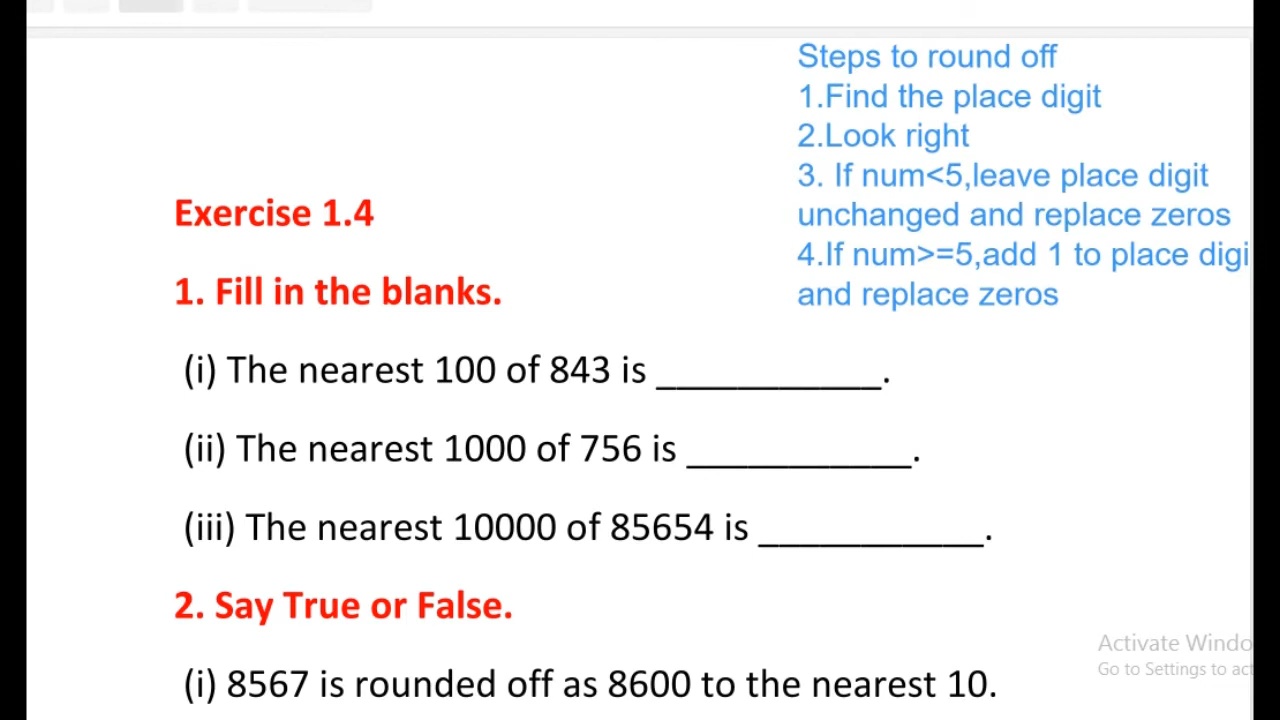 Steps to round off
1.Find the place digit
2.Look right
3. If num<5,leave place digit
unchanged and replace zeros
4.If num>=5,add 1 to place digi
and replace zeros
Exercise 1.4
1. Fill in the blanks.
(i) The nearest 100 of 843 is ___________.
(ii) The nearest 1000 of 756 is ___________.
(iii) The nearest 10000 of 85654 is ___________.
2. Say True or False.
(i) 8567 is rounded off as 8600 to the nearest 10.
Activate Windo
Go to Settings to act